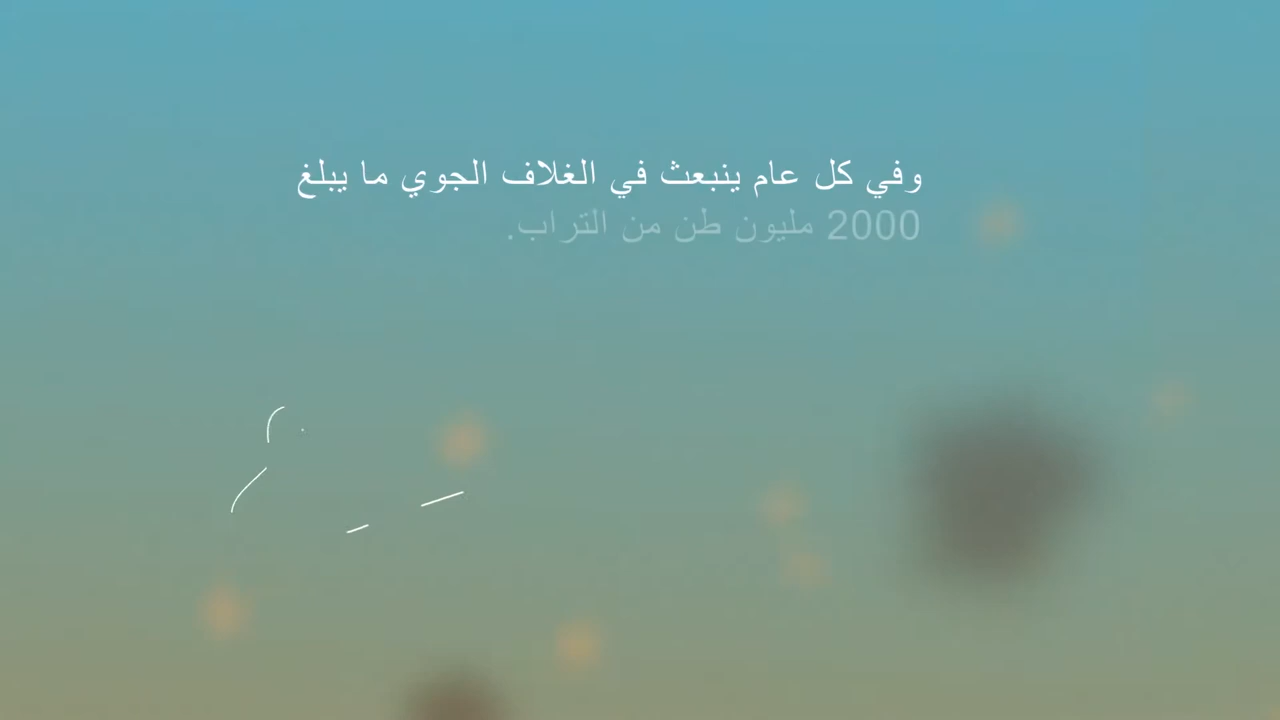 وفي كل عام ينبعث في الغلاف الجوي ما يبلغ
2000 مليون طن من التراب.